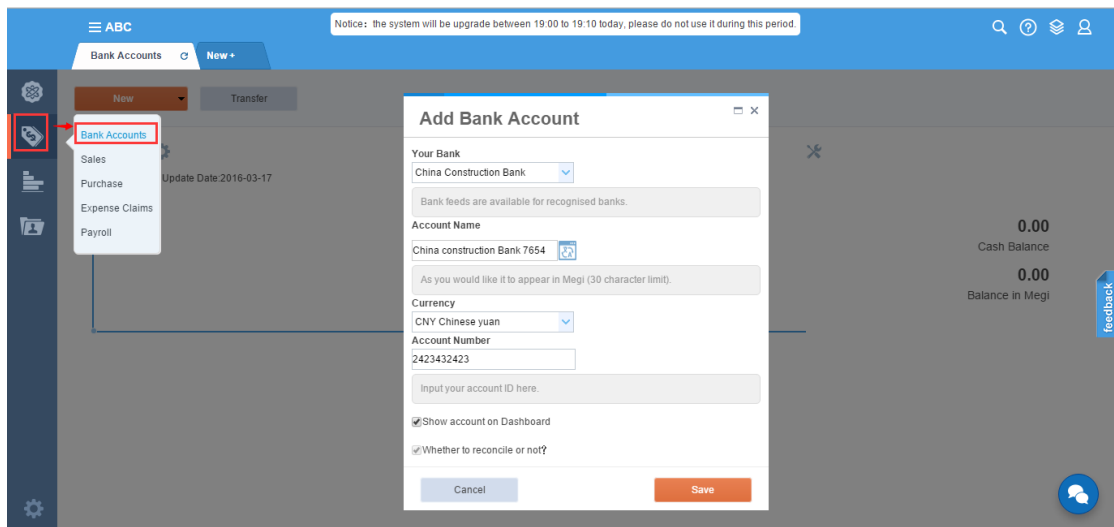 ABC
Notice: the system will be upgrade between 19:00 to 19:10 today, please do not use it during this period.
Bank Accounts
New +
New
Transfer
Bank Accounts
Sales
Purchase
Expense Claims
Payroll
Update Date:2016-03-17
Add Bank Account
Your Bank
China Construction Bank
Bank feeds are available for recognised banks.
Account Name
China construction Bank 7654
As you would like it to appear in Megi (30 character limit).
Currency
CNY Chinese yuan
Account Number
2423432423
Input your account ID here.
Show account on Dashboard
Whether to reconcile or not?
Cancel
Save
0.00
Cash Balance
0.00
Balance in Megi
feedback